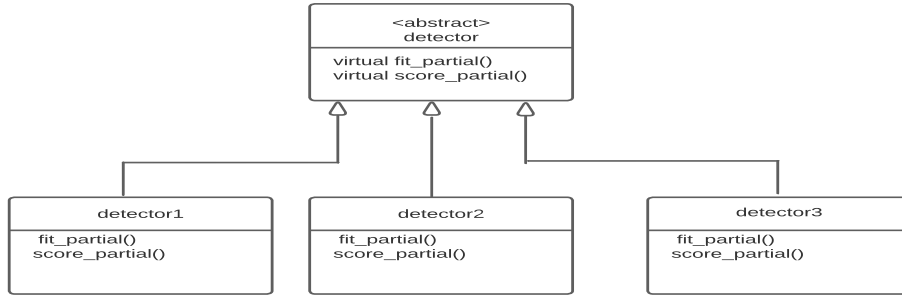 <abstract>
detector
virtual fit_partial()
virtual score_partial()
detector1
fit_partial()
score_partial()
detector2
fit_partial()
score_partial()
detector3
fit_partial()
score_partial()